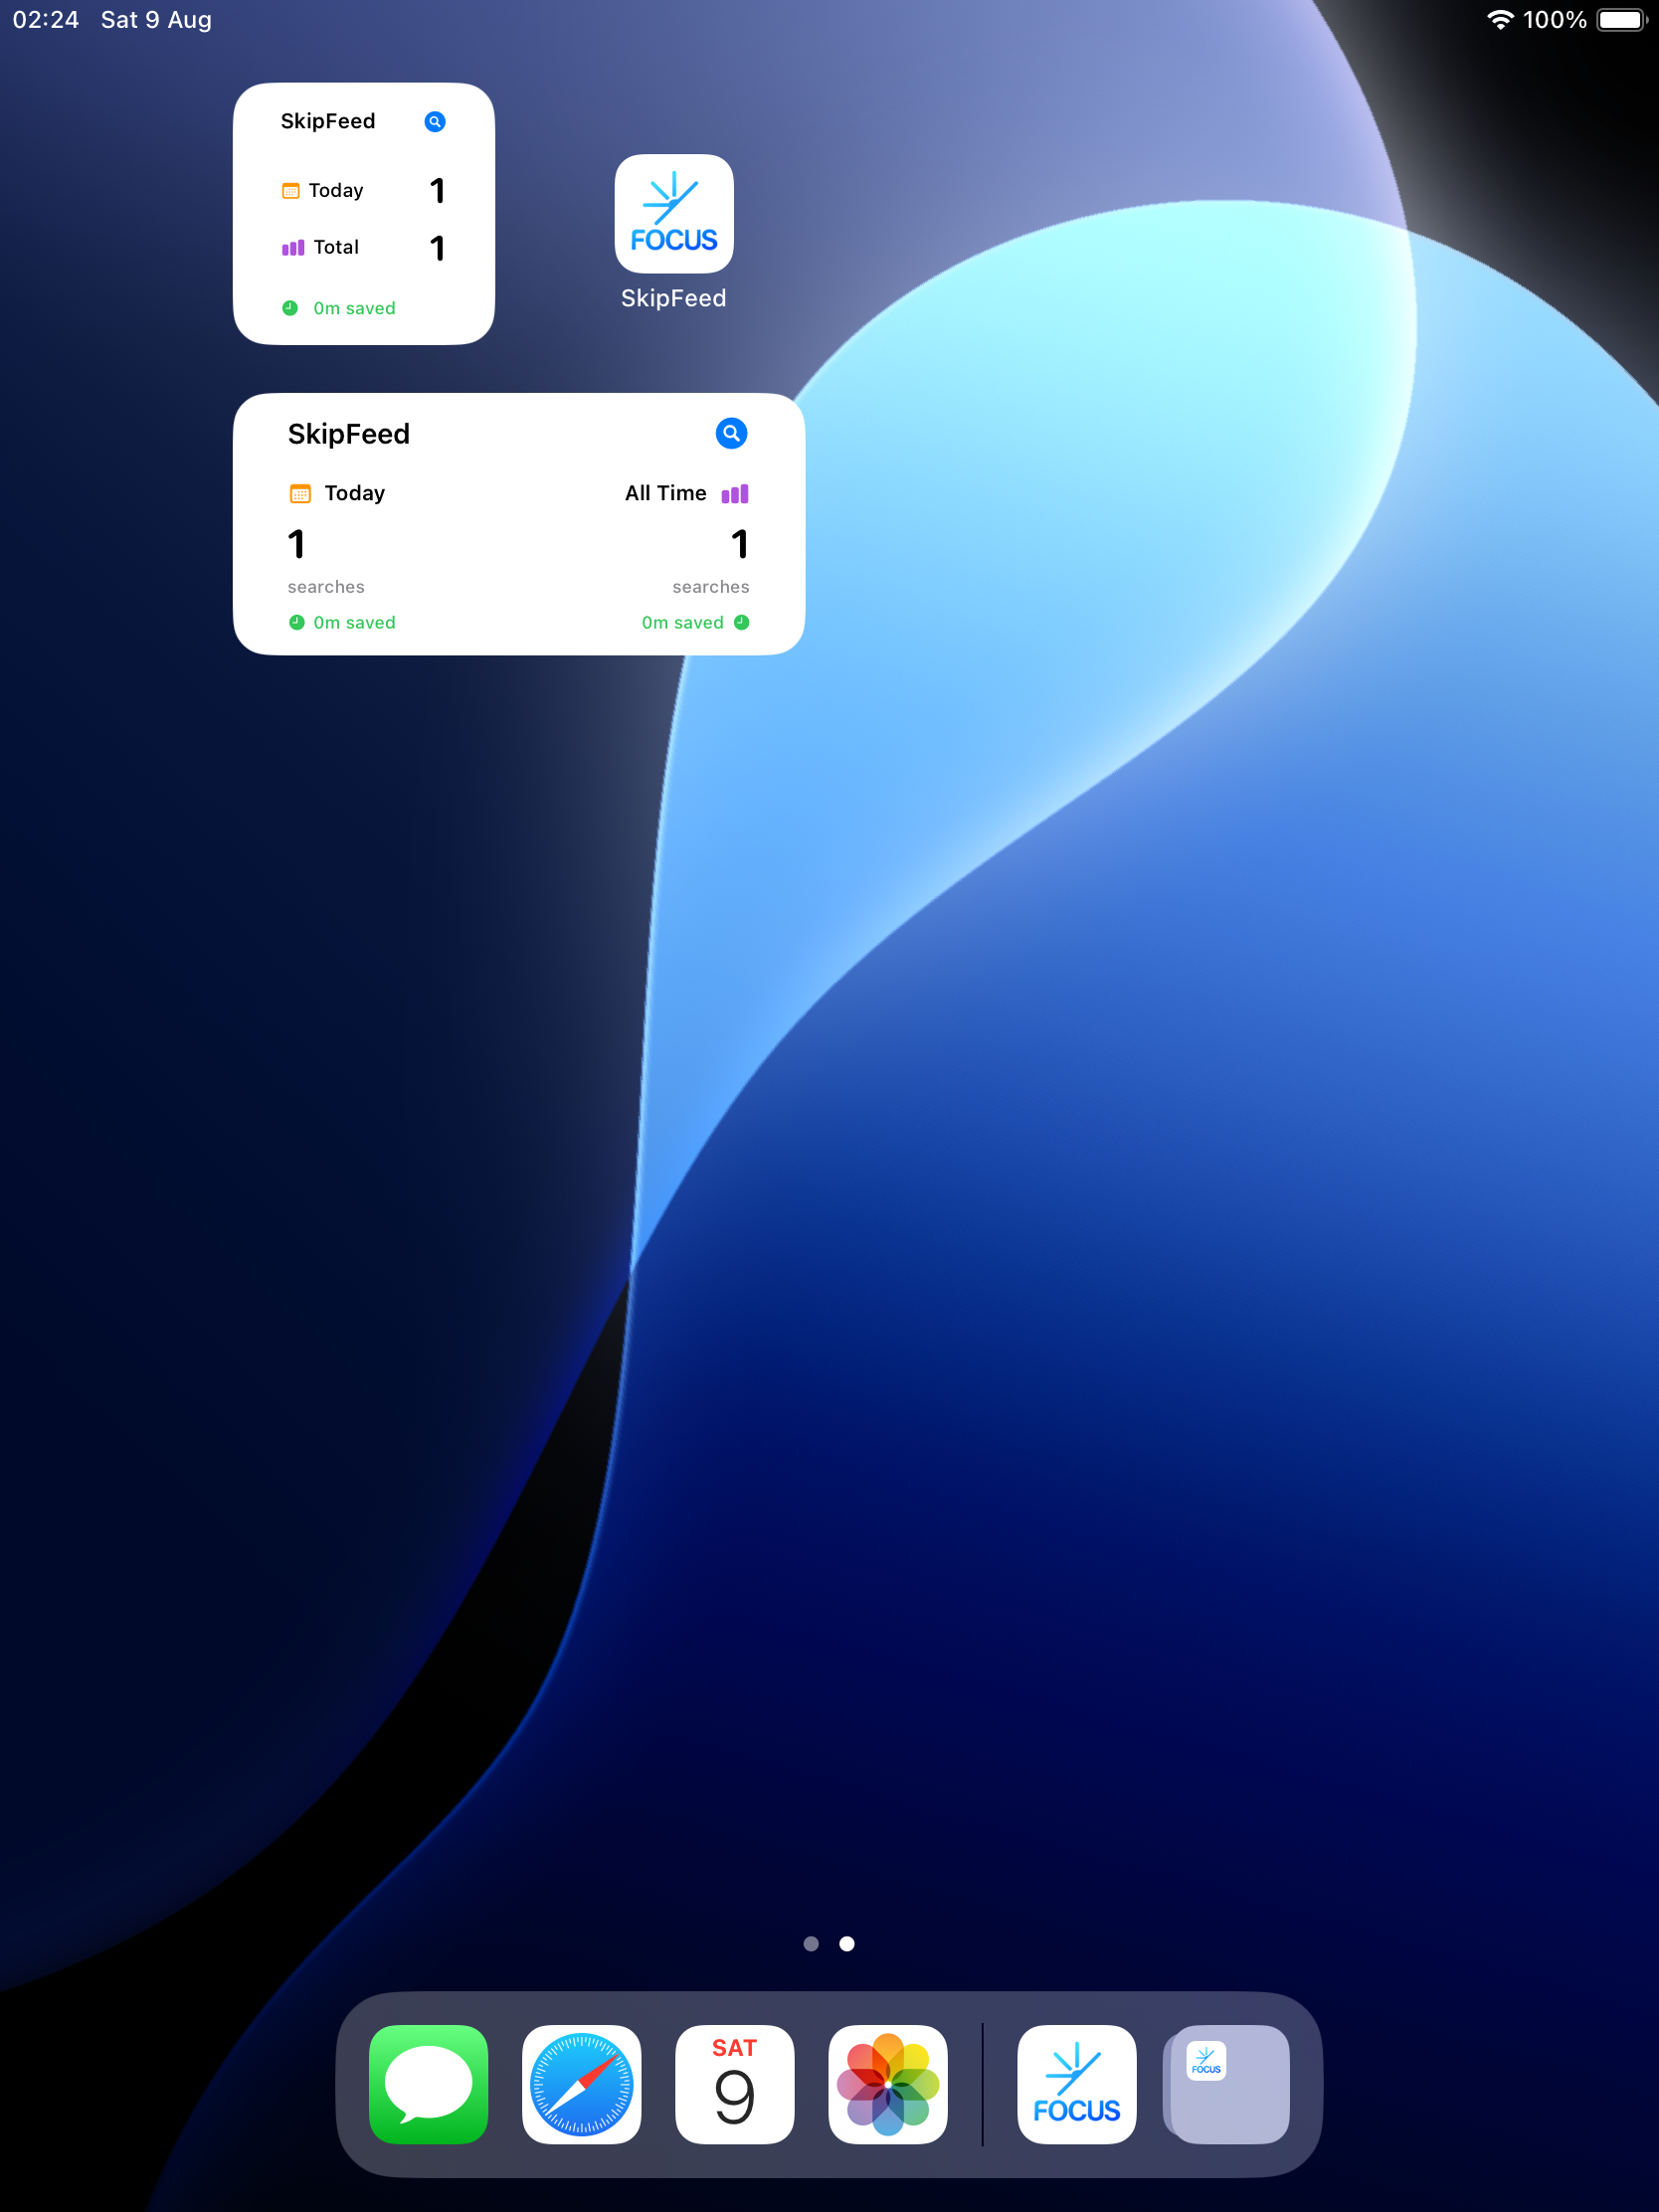 02:24 Sat 9 Aug
100%
SkipFeed
Today 1
Total 1
0m saved
FOCUS
SkipFeed
SkipFeed
Today All Time
1 1
searches searches
0m saved 0m saved
SAT
9
FOCUS
FOCUS